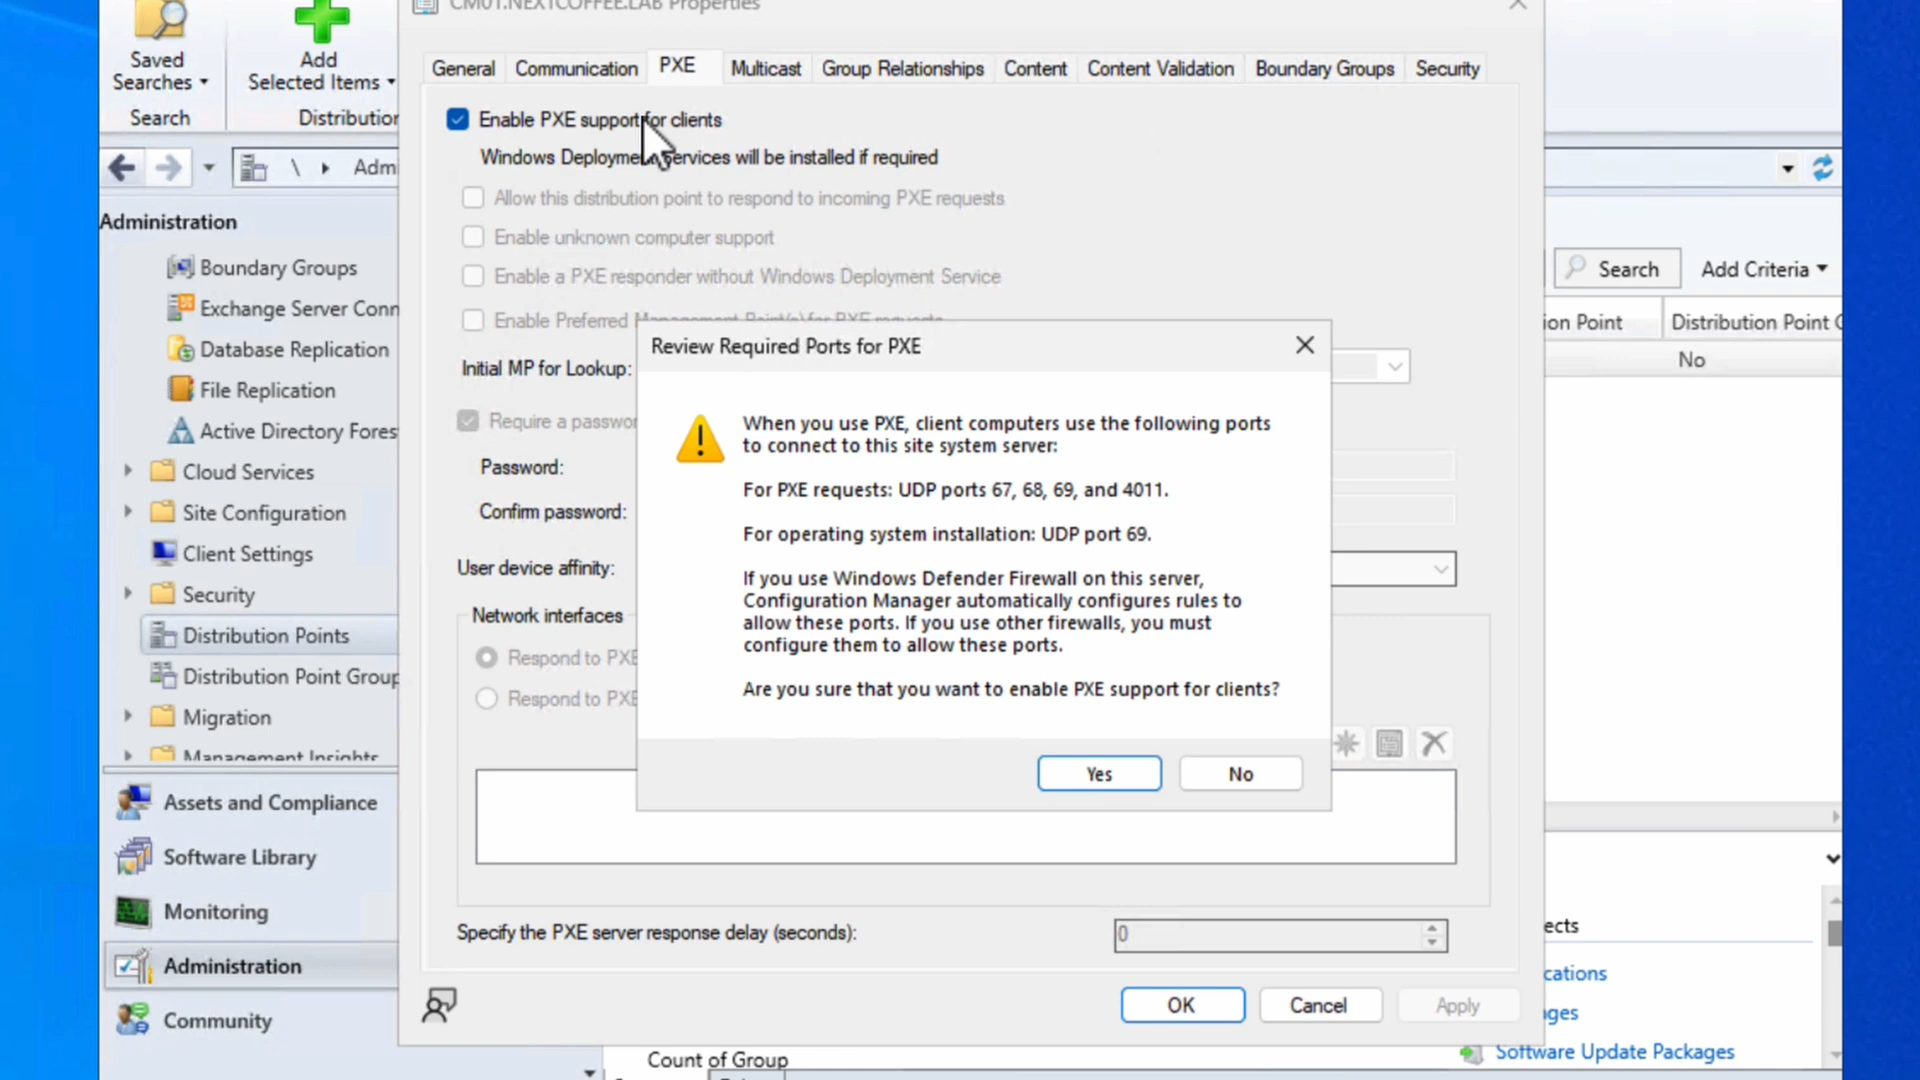 CM01.NEXTCOFFEE.LAB Properties
Saved
Searches
Search
Add
Selected Items
Distribution
General
Communication
PXE
Multicast
Group Relationships
Content
Content Validation
Boundary Groups
Security
Enable PXE support for clients
Windows Deployment Services will be installed if required
Allow this distribution point to respond to incoming PXE requests
Enable unknown computer support
Enable a PXE responder without Windows Deployment Service
Enable Preferred Management Point(s) for PXE requests
Initial MP for Lookup:
Require a passwor
Password:
Confirm password:
User device affinity:
Network interfaces
Respond to PXE
Respond to PXE
Specify the PXE server response delay (seconds):
0
OK
Cancel
Apply
Review Required Ports for PXE
When you use PXE, client computers use the following ports
to connect to this site system server:
For PXE requests: UDP ports 67, 68, 69, and 4011.
For operating system installation: UDP port 69.
If you use Windows Defender Firewall on this server,
Configuration Manager automatically configures rules to
allow these ports. If you use other firewalls, you must
configure them to allow these ports.
Are you sure that you want to enable PXE support for clients?
Yes
No
\
Admi
Administration
Boundary Groups
Exchange Server Conn
Database Replication
File Replication
Active Directory Fores
Cloud Services
Site Configuration
Client Settings
Security
Distribution Points
Distribution Point Group
Migration
Management Insights
Assets and Compliance
Software Library
Monitoring
Administration
Community
Search
Add Criteria
ion Point
Distribution Point G
No
ects
cations
ges
Software Update Packages
Count of Group